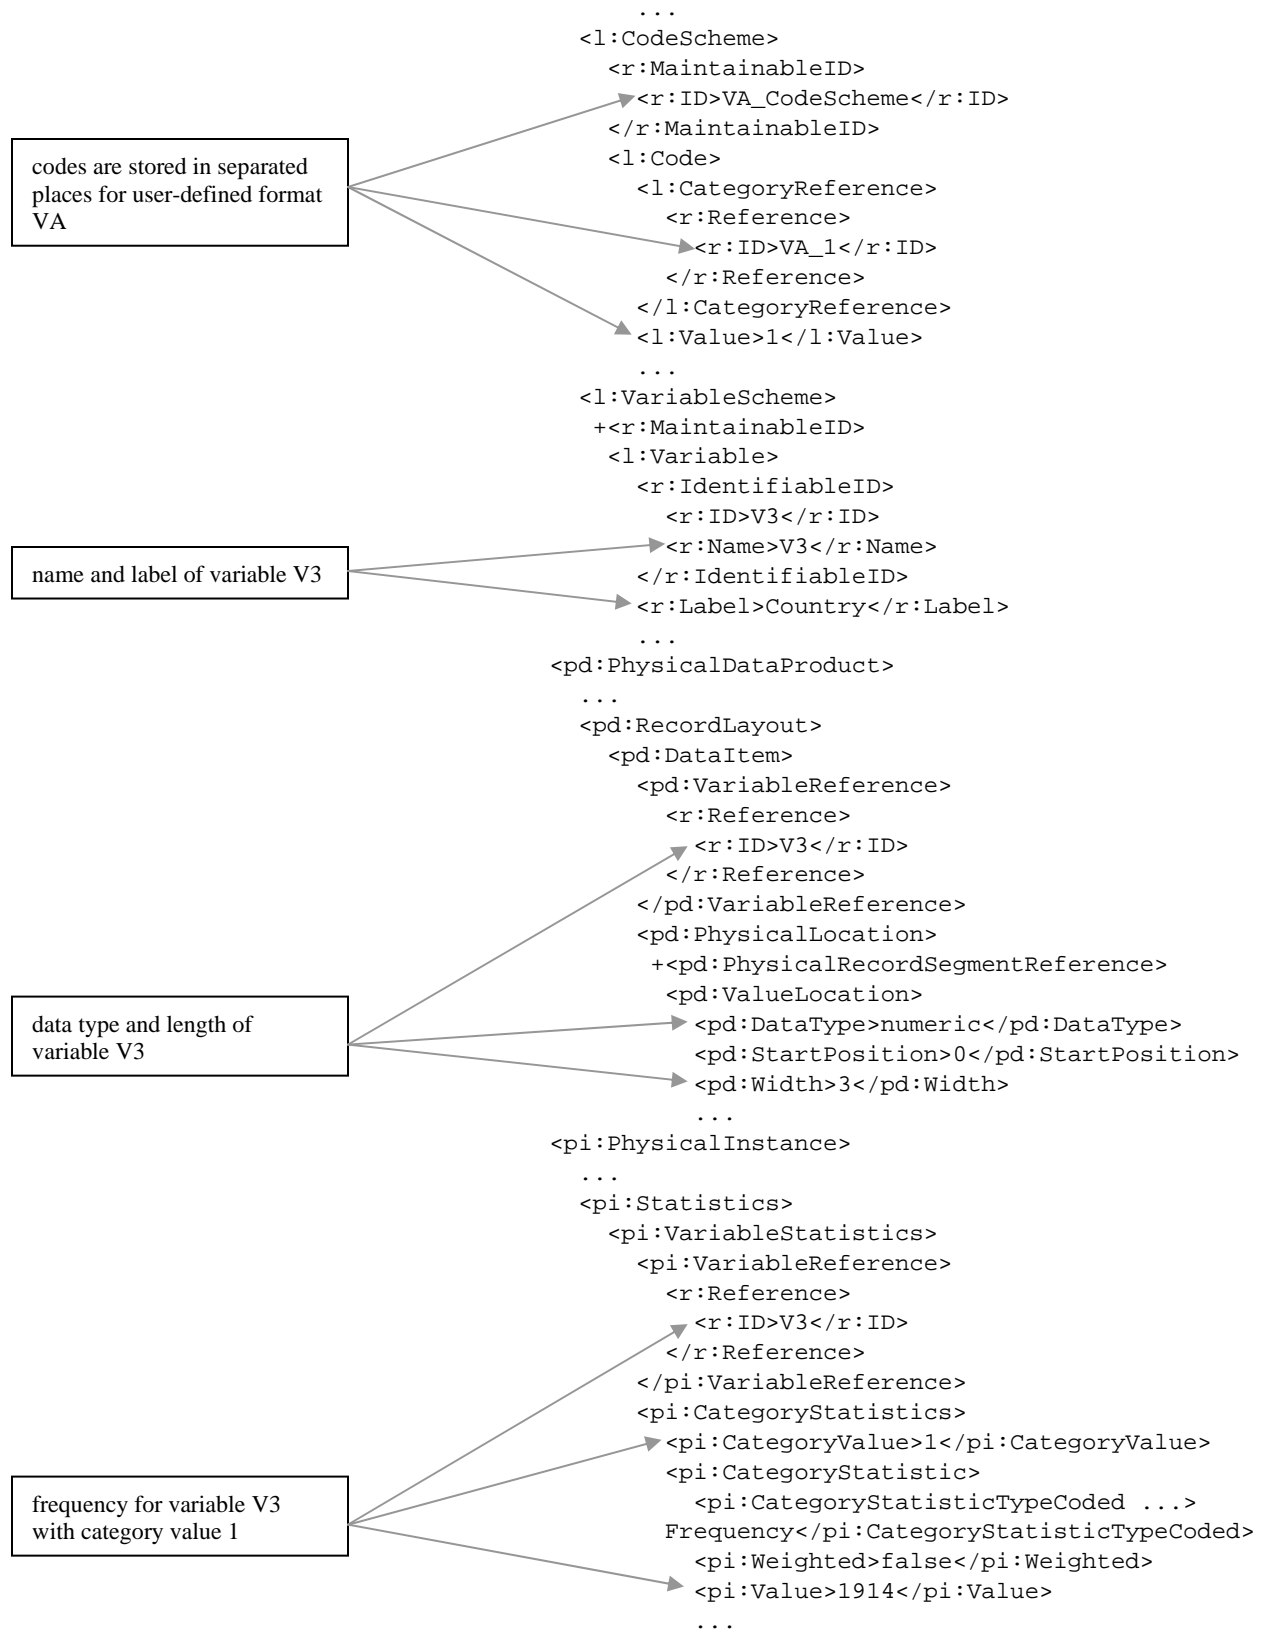 ...
<l:CodeScheme>
<r:MaintainableID>
<r:ID>VA_CodeScheme</r:ID>
</r:MaintainableID>
codes are stored in separated
places for user-defined format
VA
<l:Code>
<l:CategoryReference>
<r:Reference>
<r:ID>VA_1</r:ID>
</r:Reference>
</l:CategoryReference>
<l:Value>1</l:Value>
...
<l:VariableScheme>
+<r:MaintainableID>
<l:Variable>
<r:IdentifiableID>
<r:ID>V3</r:ID>
<r:Name>V3</r:Name>
name and label of variable V3
</r:IdentifiableID>
<r:Label>Country</r:Label>
...
<pd:PhysicalDataProduct>
...
<pd:RecordLayout>
<pd:DataItem>
<pd:VariableReference>
<r:Reference>
<r:ID>V3</r:ID>
</r:Reference>
</pd:VariableReference>
<pd:PhysicalLocation>
+<pd:PhysicalRecordSegmentReference>
<pd:ValueLocation>
data type and length of
variable V3
<pd:DataType>numeric</pd:DataType>
<pd:StartPosition>0</pd:StartPosition>
<pd:Width>3</pd:Width>
...
<pi:PhysicalInstance>
...
<pi:Statistics>
<pi:VariableStatistics>
<pi:VariableReference>
<r:Reference>
<r:ID>V3</r:ID>
</r:Reference>
</pi:VariableReference>
<pi:CategoryStatistics>
<pi:CategoryValue>1</pi:CategoryValue>
<pi:CategoryStatistic>
frequency for variable V3
with category value 1
<pi:CategoryStatisticTypeCoded ...>
Frequency</pi:CategoryStatisticTypeCoded>
<pi:Weighted>false</pi:Weighted>
<pi:Value>1914</pi:Value>
...